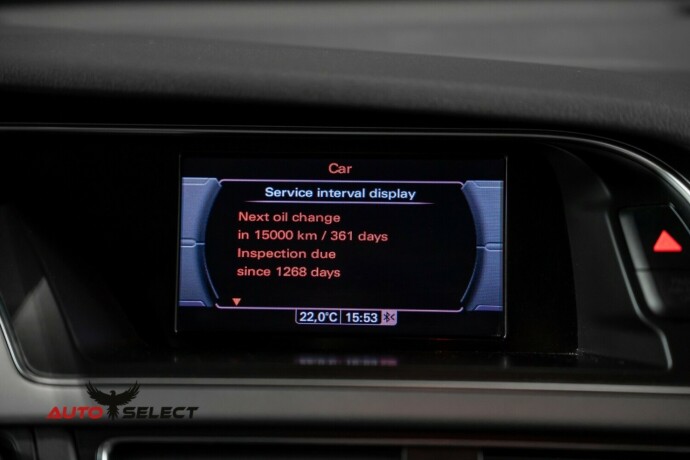 Car
Service interval display
Next oil change
in 15000 km / 361 days
Inspection due
since 1268 days
22,0°C 15:53
AUTO SELECT